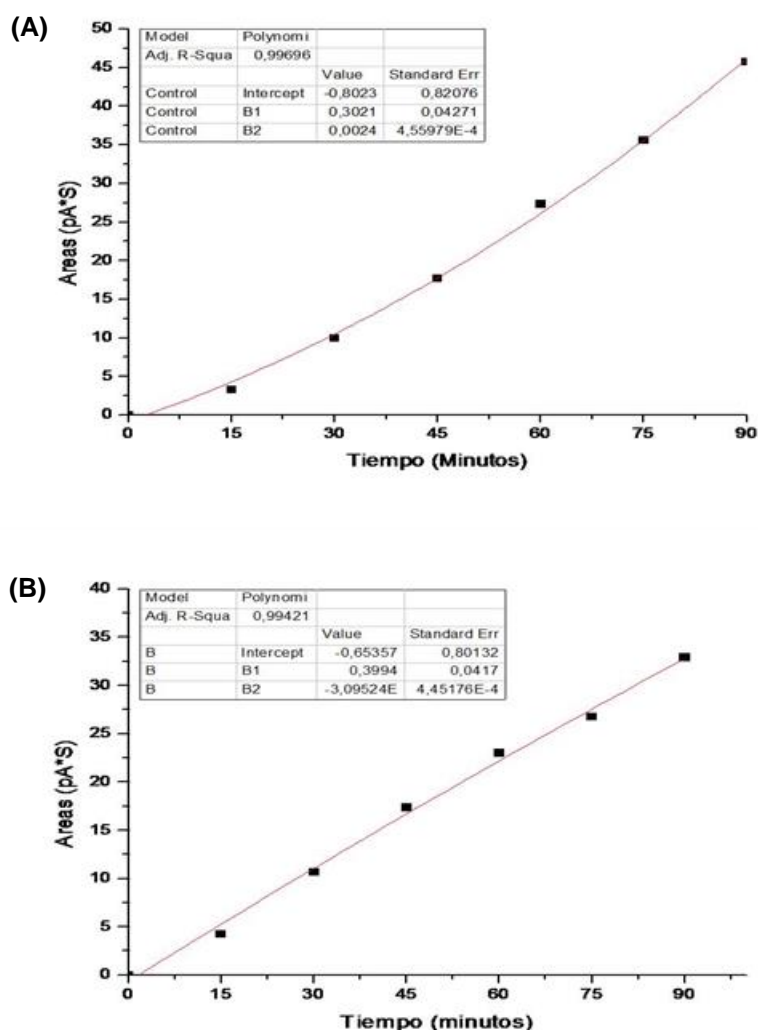 (A)
50
45
40
35
30
25
20
15
10
5
0
Areas (pA*S)
Model Polynomi
Adj. R-Squa 0,99696
Value Standard Err
Control Intercept -0,8023 0,82076
Control B1 0,3021 0,04271
Control B2 0,0024 4,55979E-4
0 15 30 45 60 75 90
Tiempo (Minutos)
(B)
40
35
30
25
20
15
10
5
0
Areas (pA*S)
Model Polynomi
Adj. R-Squa 0,99421
Value Standard Err
B Intercept -0,65357 0,80132
B B1 0,3994 0,0417
B B2 -3,09524E 4,45176E-4
0 15 30 45 60 75 90
Tiempo (minutos)